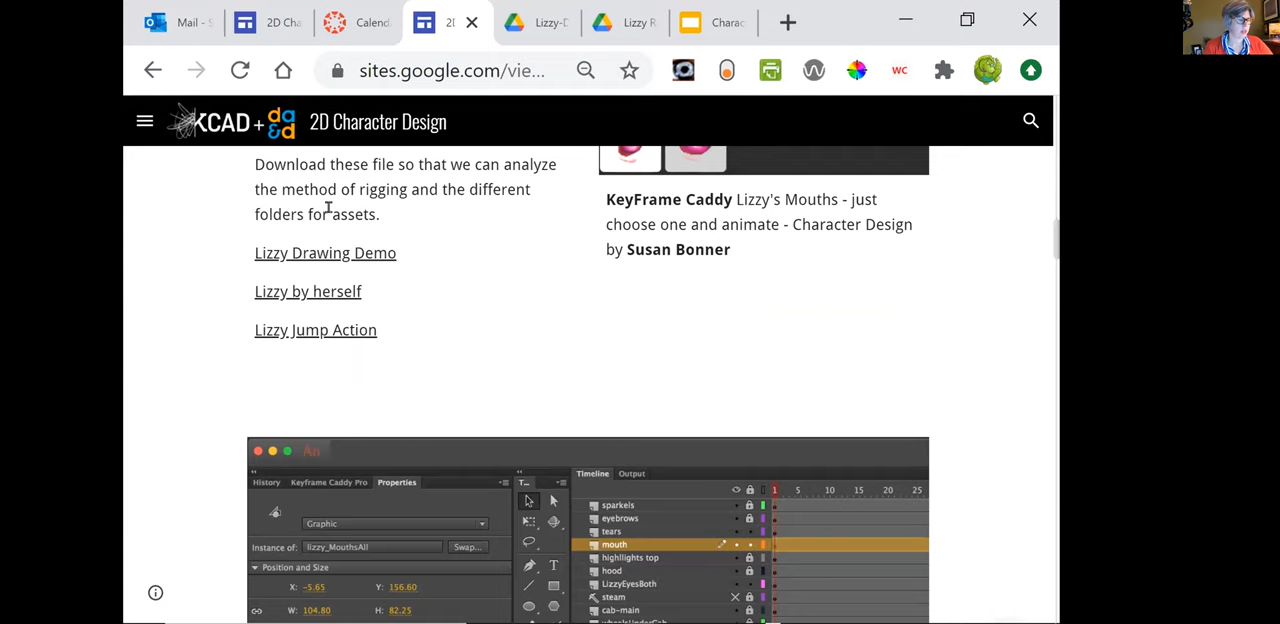 Mail - S
2D Cha
Calend
2D
Lizzy-D
Lizzy R
Charac
sites.google.com/vie...
WC
KCAD + da &d 2D Character Design
Download these file so that we can analyze
the method of rigging and the different
folders for assets.
Lizzy Drawing Demo
Lizzy by herself
Lizzy Jump Action
KeyFrame Caddy Lizzy's Mouths - just
choose one and animate - Character Design
by Susan Bonner
An
History Keyframe Caddy Pro Properties
Graphic
Instance of: lizzy_MouthsAll Swap...
Position and Size
X: -5.65 Y: 156.60
W: 104.80 H: 82.25
T...
Timeline Output
1 5 10 15 20 25
sparkels
eyebrows
tears
mouth
highllights top
hood
LizzyEyesBoth
steam
cab-main
wheelsUnderCab